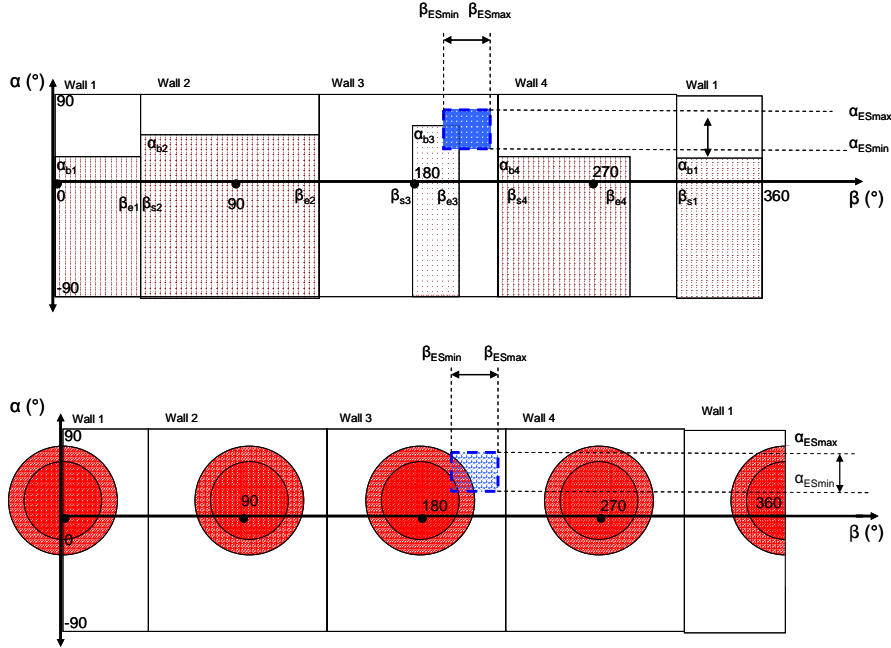 βESmin βESmax
α (°) Wall 1 Wall 2 Wall 3 Wall 4 Wall 1
90
αESmax
αb1 αb2 αb3 αESmin
αb4 αb1
180 270
0 βe1 βs2 90 βe2 βs3 βe3 βs4 βe4 βs1 360
β (°)
-90
βESmin βESmax
α (°) Wall 1 Wall 2 Wall 3 Wall 4 Wall 1
90
αESmax
αESmin
90 180 270 360
0
β (°)
-90